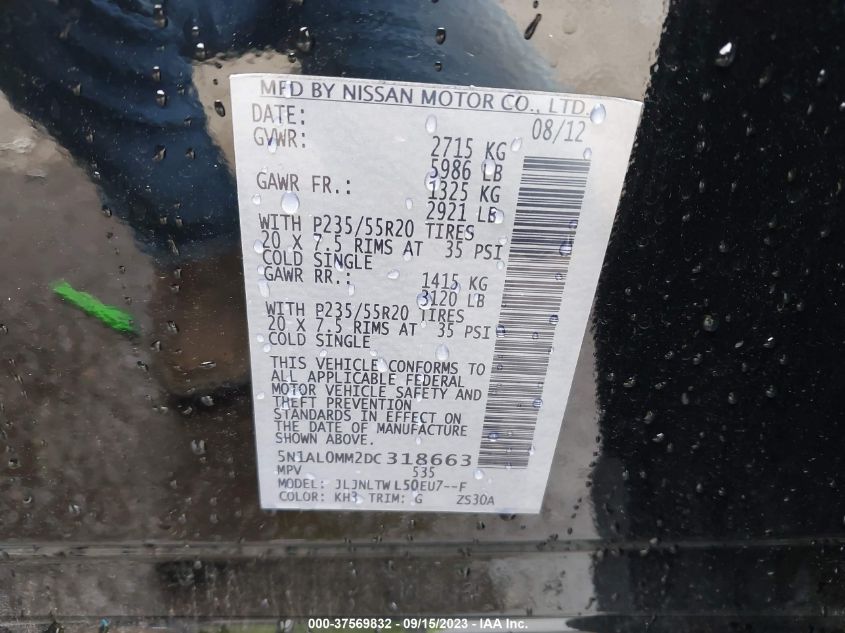 MFD BY NISSAN MOTOR CO., LTD.
DATE: 08/12
GVWR: 2715 KG
5986 LB
GAWR FR.: 1325 KG
2921 LB
WITH P235/55R20 TIRES
20 X 7.5 RIMS AT 35 PSI
COLD SINGLE
GAWR RR.: 1415 KG
3120 LB
WITH P235/55R20 TIRES
20 X 7.5 RIMS AT 35 PSI
COLD SINGLE
THIS VEHICLE CONFORMS TO
ALL APPLICABLE FEDERAL
MOTOR VEHICLE SAFETY AND
THEFT PREVENTION
STANDARDS IN EFFECT ON
THE DATE OF MANUFACTURE
SHOWN ABOVE.
5N1AL0MM2DC318663
MPV 535
MODEL: JLJNLTWL50EU7--F
COLOR: KH3 TRIM: G ZS30A
000-37569832 - 09/15/2023 - IAA Inc.